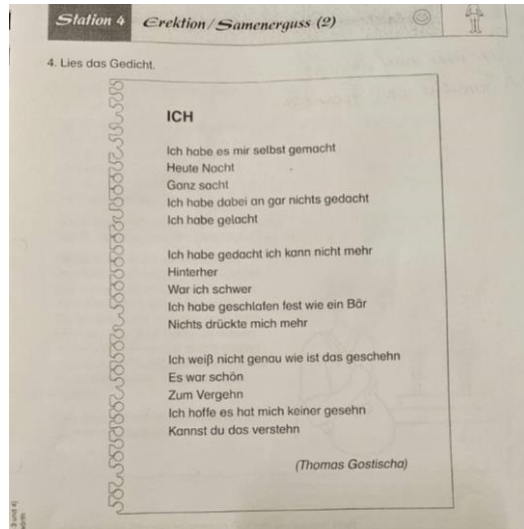 Station 4
Erektion/Samenerguss (2)
4. Lies das Gedicht.
ICH
Ich habe es mir selbst gemacht
Heute Nacht
Ganz sacht
Ich habe dabei an gar nichts gedacht
Ich habe gelacht
Ich habe gedacht ich kann nicht mehr
Hinterher
War ich schwer
Ich habe geschlafen fest wie ein Bär
Nichts drückte mich mehr
Ich weiß nicht genau wie ist das geschehn
Es war schön
Zum Vergehn
Ich hoffe es hat mich keiner gesehn
Kannst du das verstehn
(Thomas Gostischa)